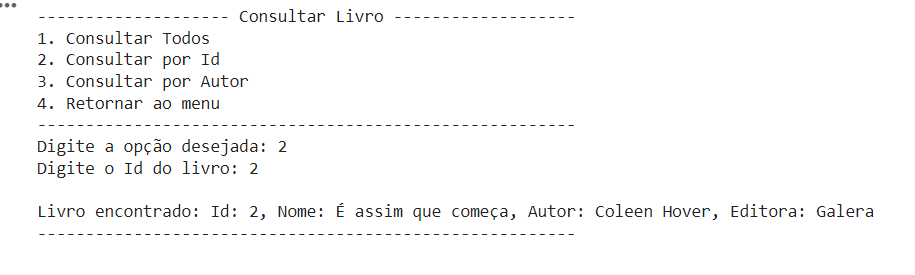 ------------------- Consultar Livro -------------------
1. Consultar Todos
2. Consultar por Id
3. Consultar por Autor
4. Retornar ao menu
--------------------------------------------------------
Digite a opção desejada: 2
Digite o Id do livro: 2
Livro encontrado: Id: 2, Nome: É assim que começa, Autor: Coleen Hover, Editora: Galera
--------------------------------------------------------